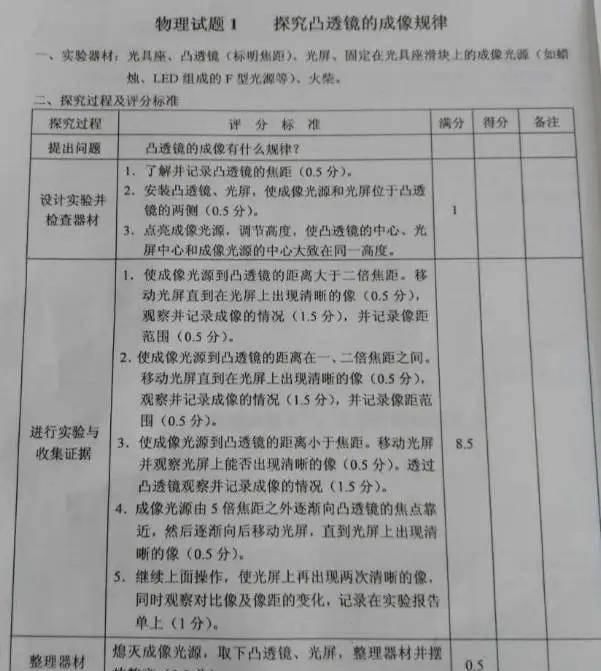 物理试题1 探究凸透镜的成像规律
一、实验器材：光具座、凸透镜（标明焦距）、光屏、固定在光具座滑块上的成像光源（如蜡
烛、LED 组成的 F 型光源等）、火柴。
二、探究过程及评分标准
探究过程 评 分 标 准 满分 得分 备注
提出问题 凸透镜的成像有什么规律？
设计实验并
检查器材
1．了解并记录凸透镜的焦距（0.5 分）。
2．安装凸透镜、光屏，使成像光源和光屏位于凸透
镜的两侧（0.5 分）。
3．点亮成像光源，调节高度，使凸透镜的中心、光
屏中心和成像光源的中心大致在同一高度。
1
进行实验与
收集证据
1．使成像光源到凸透镜的距离大于二倍焦距。移
动光屏直到在光屏上出现清晰的像（0.5 分），
观察并记录成像的情况（1.5 分），并记录像距
范围（0.5 分）。
2．使成像光源到凸透镜的距离在一、二倍焦距之间。
移动光屏直到在光屏上出现清晰的像（0.5 分），
观察并记录成像的情况（1.5 分），并记录像距范
围（0.5 分）。
3．使成像光源到凸透镜的距离小于焦距。移动光屏
并观察光屏上能否出现清晰的像（0.5 分）。透过
凸透镜观察并记录成像的情况（1.5 分）。
4．成像光源由 5 倍焦距之外逐渐向凸透镜的焦点靠
近，然后逐渐向后移动光屏，直到光屏上出现清
晰的像（0.5 分）。
5．继续上面操作，使光屏上再出现两次清晰的像，
同时观察对比像及像距的变化，记录在实验报告
单上（1 分）。
8.5
整理器材
熄灭成像光源，取下凸透镜、光屏，整理器材并摆
0.5